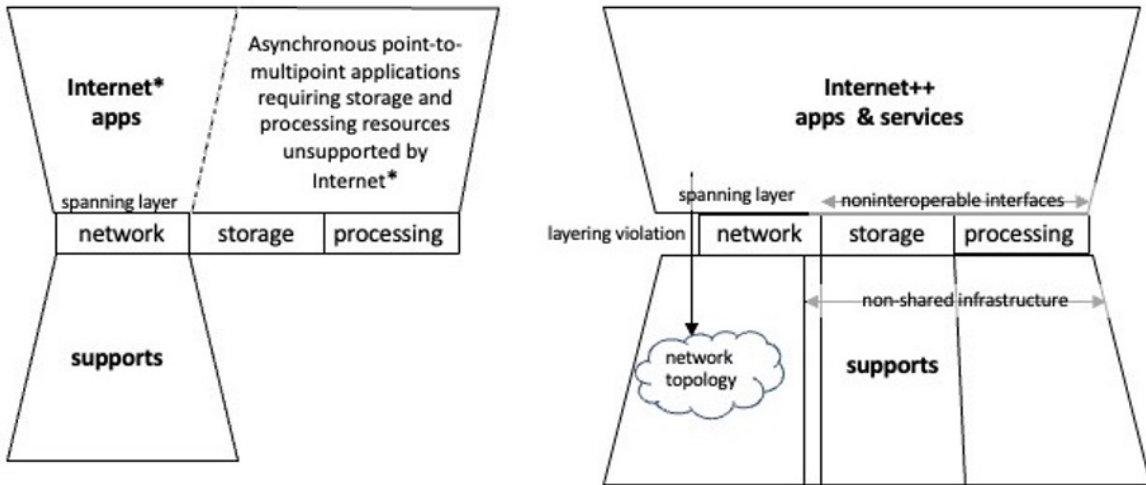 Internet*
apps
Asynchronous point-to-
multipoint applications
requiring storage and
processing resources
unsupported by
Internet*
spanning layer
network
storage
processing
supports
Internet++
apps & services
spanning layer
noninteroperable interfaces
layering violation
network
storage
processing
non-shared infrastructure
network
topology
supports